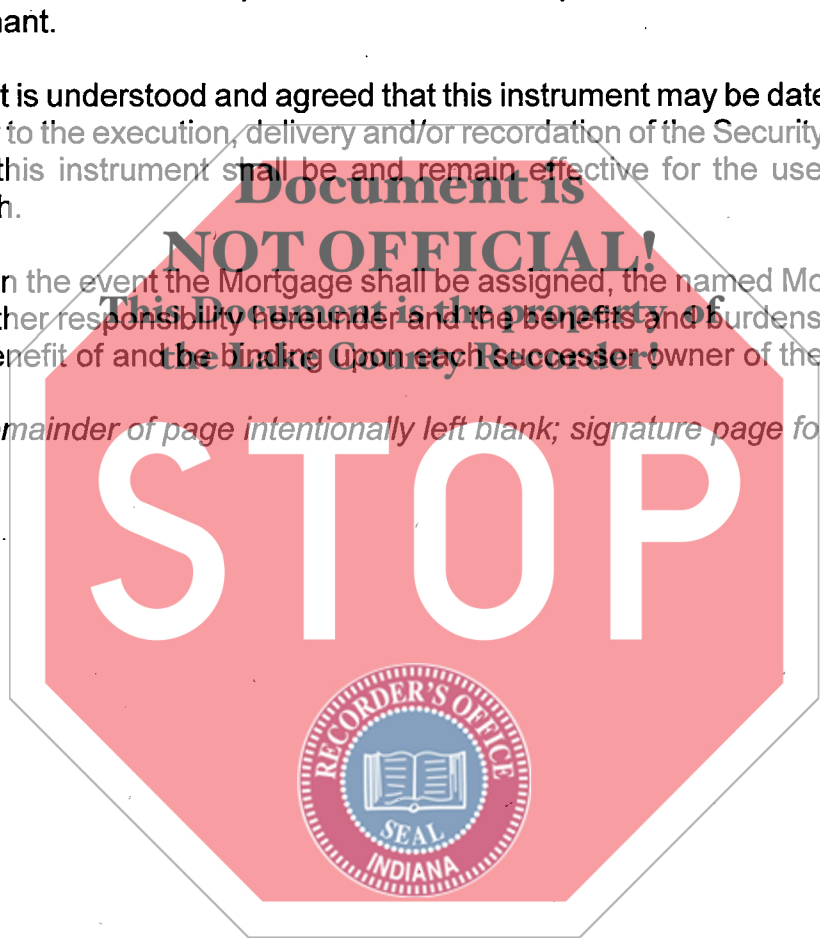 nant.
t is understood and agreed that this instrument may be date
to the execution, delivery and/or recordation of the Security
this instrument shall be and remain effective for the use
h.
Document is
NOT OFFICIAL!
n the event the Mortgage shall be assigned, the named Mo
This Document is the property of
ther responsibility hereunder and the benefits and burdens
the Lake County Recorder!
enefit of and be binding upon each successor owner of the
mainder of page intentionally left blank; signature page fo
STOP
RECORDER'S OFFICE
SEAL
INDIANA